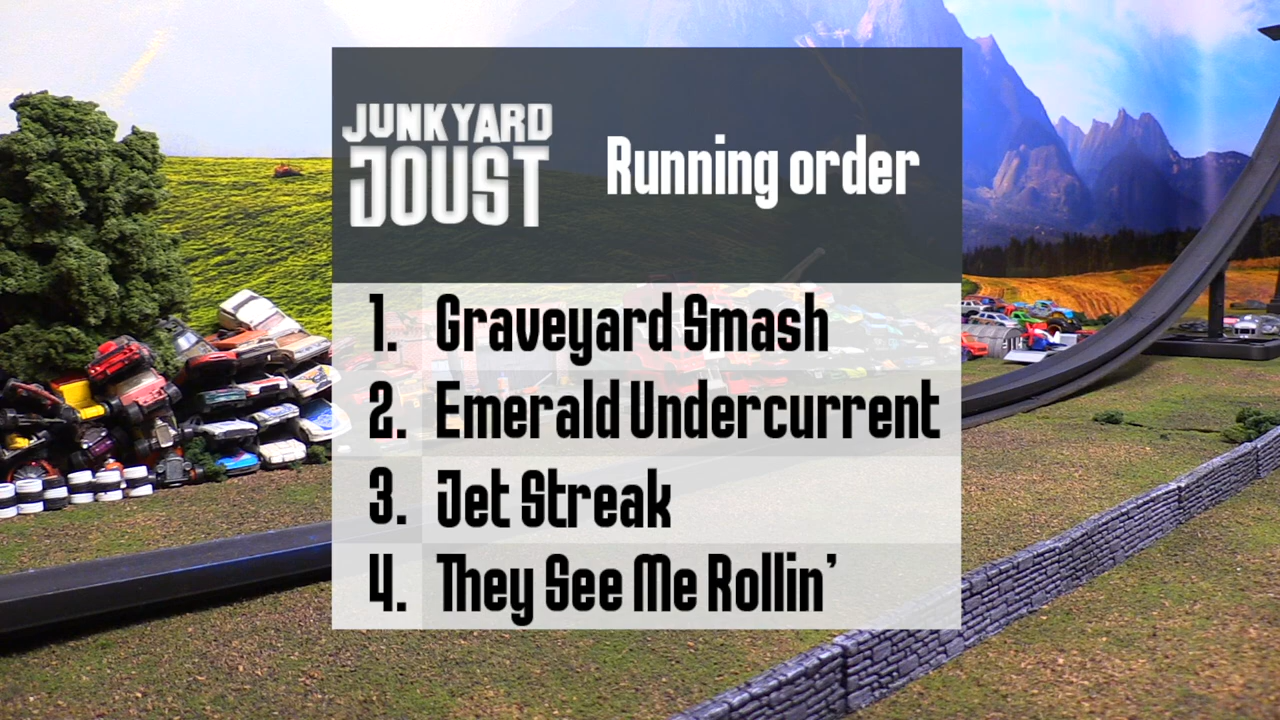 JUNKYARD
JOUST
Running order
1. Graveyard Smash
2. Emerald Undercurrent
3. Jet Streak
4. They See Me Rollin'